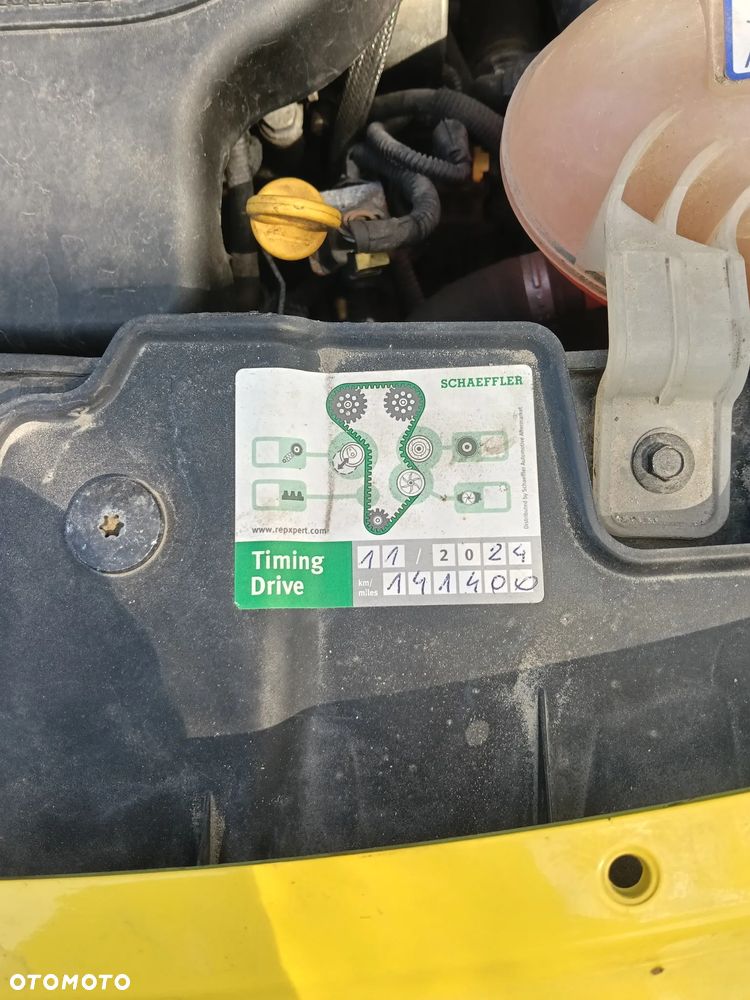 SCHAEFFLER
Distributed by Schaeffler Automotive Aftermarket
www.repxpert.com
Timing Drive
11 / 2024
km/miles 141400
OTOMOTO